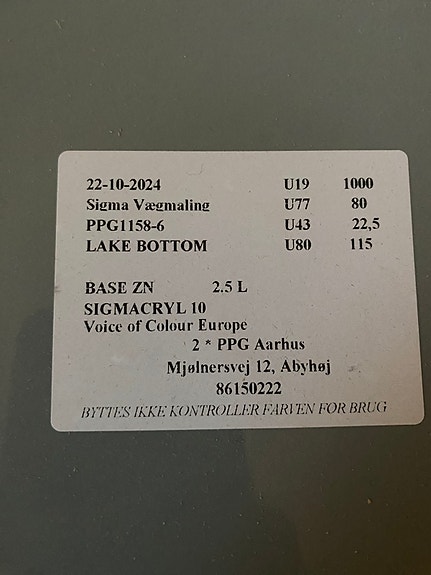 22-10-2024 U19 1000
Sigma Vægmaling U77 80
PPG1158-6 U43 22,5
LAKE BOTTOM U80 115
BASE ZN 2.5 L
SIGMACRYL 10
Voice of Colour Europe
2 * PPG Aarhus
Mjølnersvej 12, Abyhøj
86150222
BYTTES IKKE KONTROLLER FARVEN FØR BRUG